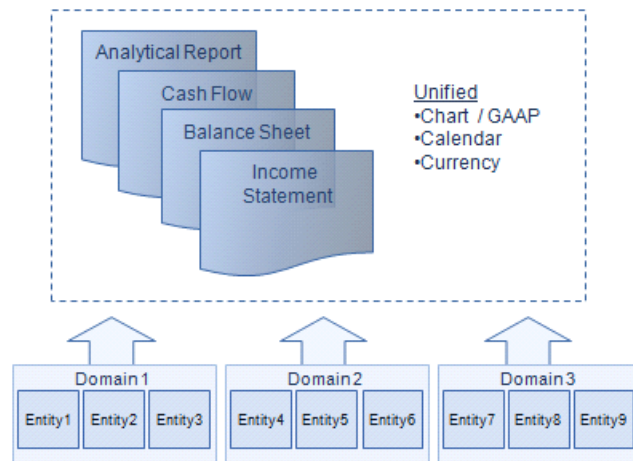 Analytical Report
Cash Flow
Balance Sheet
Income
Statement
Unified
•Chart / GAAP
•Calendar
•Currency
Domain 1
Entity1 Entity2 Entity3
Domain 2
Entity4 Entity5 Entity6
Domain 3
Entity7 Entity8 Entity9